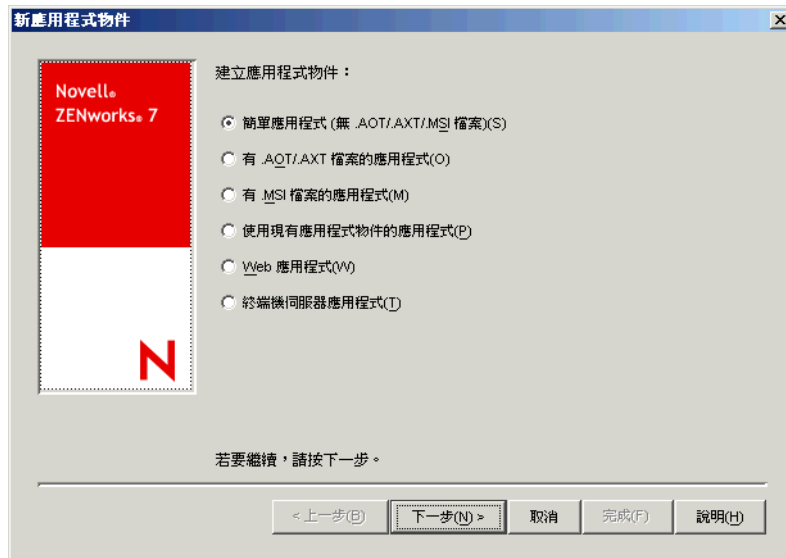 新應用程式物件
Novell®
ZENworks® 7
建立應用程式物件：
簡單應用程式 (無 .AOT/.AXT/.MSI 檔案)(S)
有 .AOT/.AXT 檔案的應用程式(O)
有 .MSI 檔案的應用程式(M)
使用現有應用程式物件的應用程式(P)
Web 應用程式(W)
終端機伺服器應用程式(T)
N
若要繼續，請按下一步。
<上一步(B)
下一步(N) >
取消
完成(F)
說明(H)